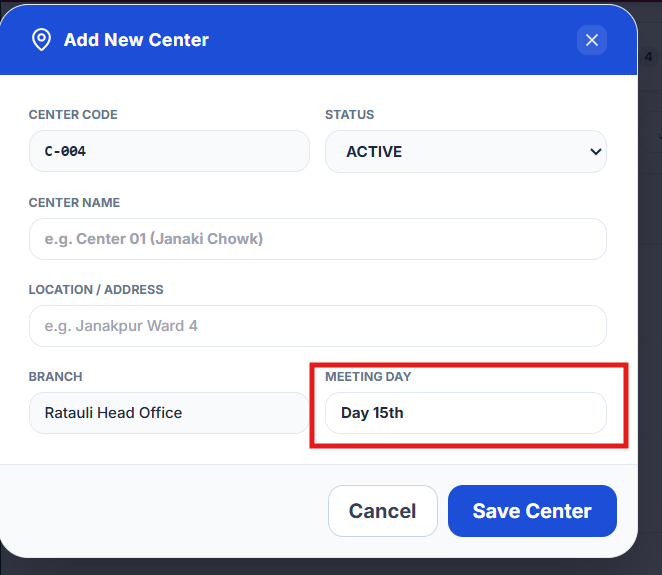 Add New Center
4
CENTER CODE
STATUS
C-004
ACTIVE
CENTER NAME
e.g. Center 01 (Janaki Chowk)
LOCATION / ADDRESS
e.g. Janakpur Ward 4
BRANCH
MEETING DAY
Ratauli Head Office
Day 15th
Cancel
Save Center